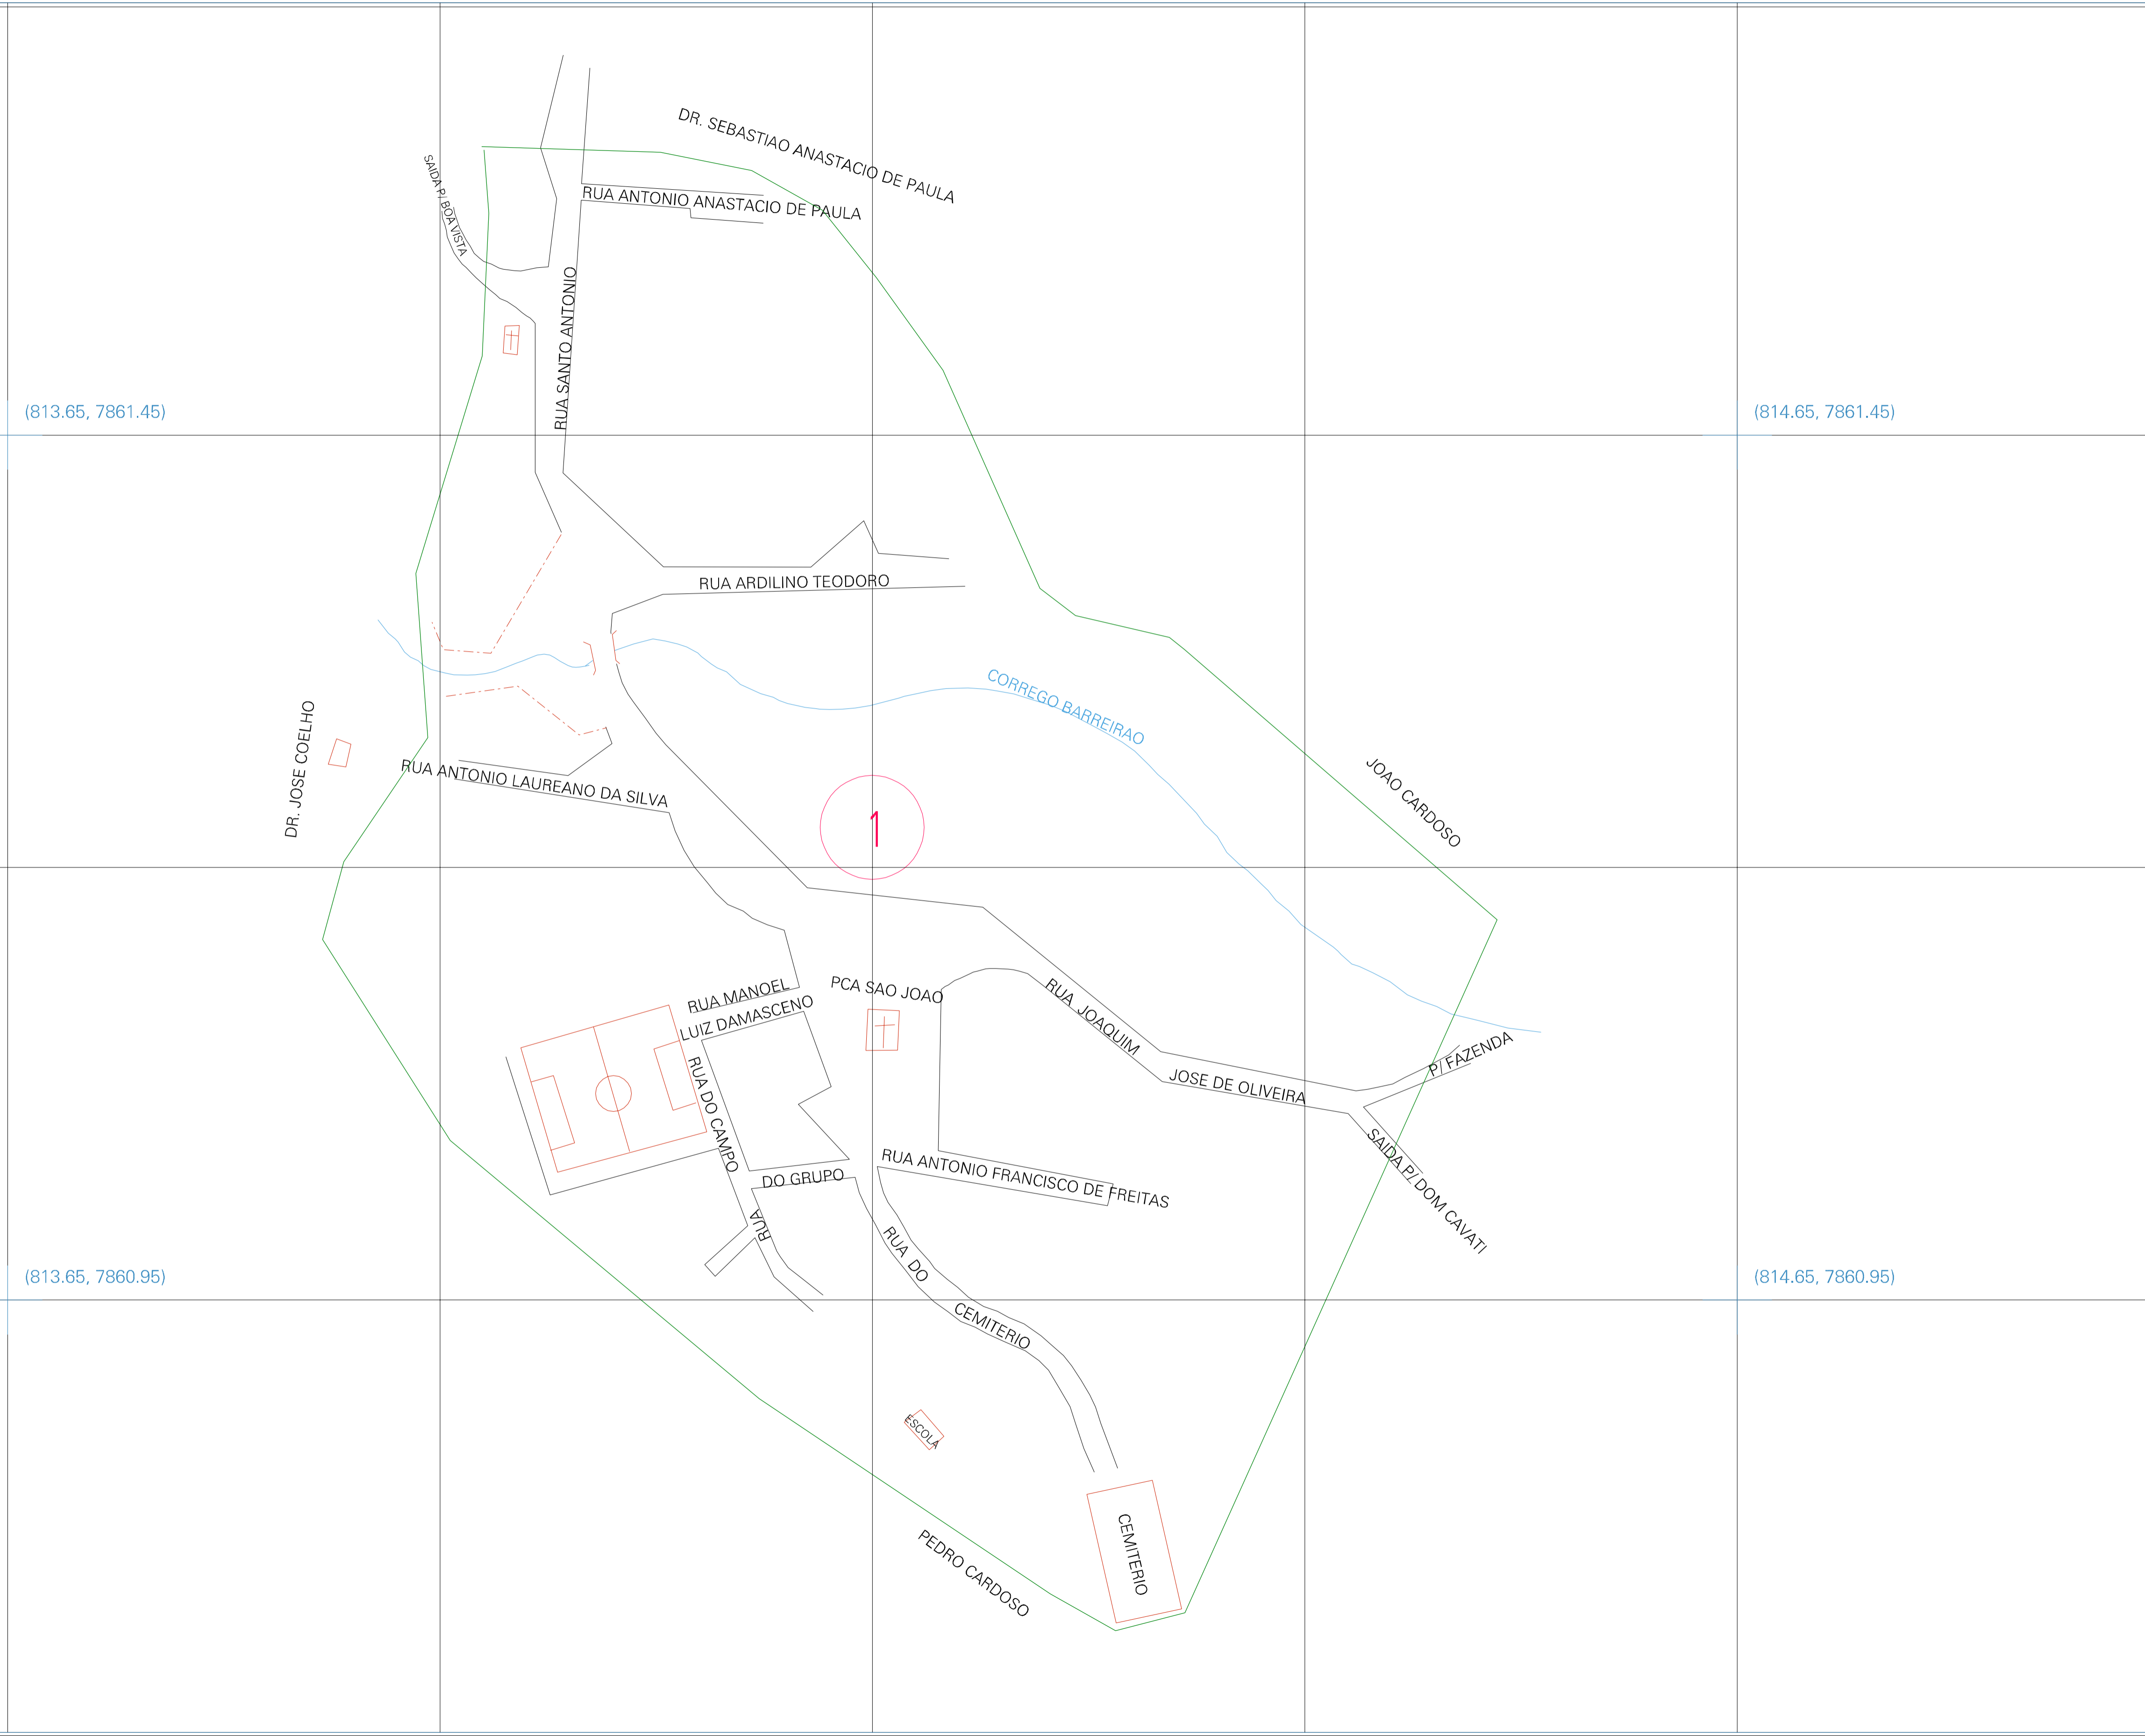 DR. SEBASTIAO ANASTACIO DE PAULA
SAIDA P/ BOA VISTA
RUA ANTONIO ANASTACIO DE PAULA
RUA SANTO ANTONIO
(813.65, 7861.45)
(814.65, 7861.45)
RUA ARDILINO TEODORO
CORREGO BARREIRAO
DR. JOSE COELHO
RUA ANTONIO LAUREANO DA SILVA
JOAO CARDOSO
1
RUA MANOEL
LUIZ DAMASCENO
PCA SAO JOAO
RUA JOAQUIM
JOSE DE OLIVEIRA
P/ FAZENDA
RUA DO CAMPO
SAIDA P/ DOM CAVATI
RUA ANTONIO FRANCISCO DE FREITAS
DO GRUPO
RUA
RUA DO
CEMITERIO
(813.65, 7860.95)
(814.65, 7860.95)
ESCOLA
CEMITERIO
PEDRO CARDOSO